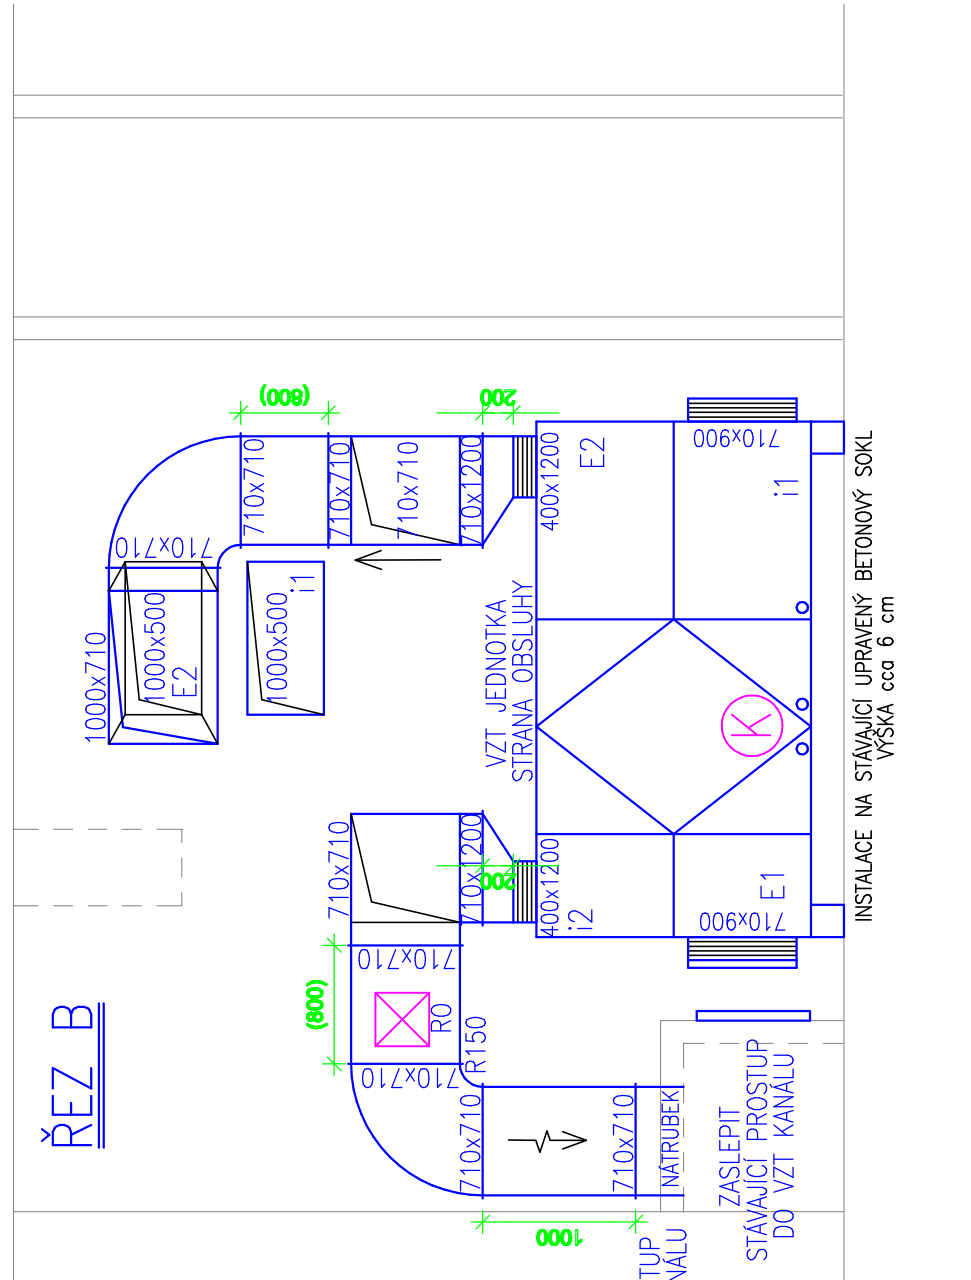 ŘEZ B
1000x710
1000x500
E2
710x710
1000x500
i1
710x710
(800)
710x710
710x710
710x1200
200
400x1200
E2
710x900
i1
VZT JEDNOTKA
STRANA OBSLUHY
K
710x710
710x1200
200
400x1200
i2
E1
710x900
710x710
(800)
RO
R150
710x710
710x710
710x710
1000
NÁTRUBEK
ZASLEPIT
STÁVAJÍCÍ PROSTUP
DO VZT KANÁLU
TUP
NÁLU
INSTALACE NA STÁVAJÍCÍ UPRAVENÝ BETONOVÝ SOKL
VÝŠKA cca 6 cm